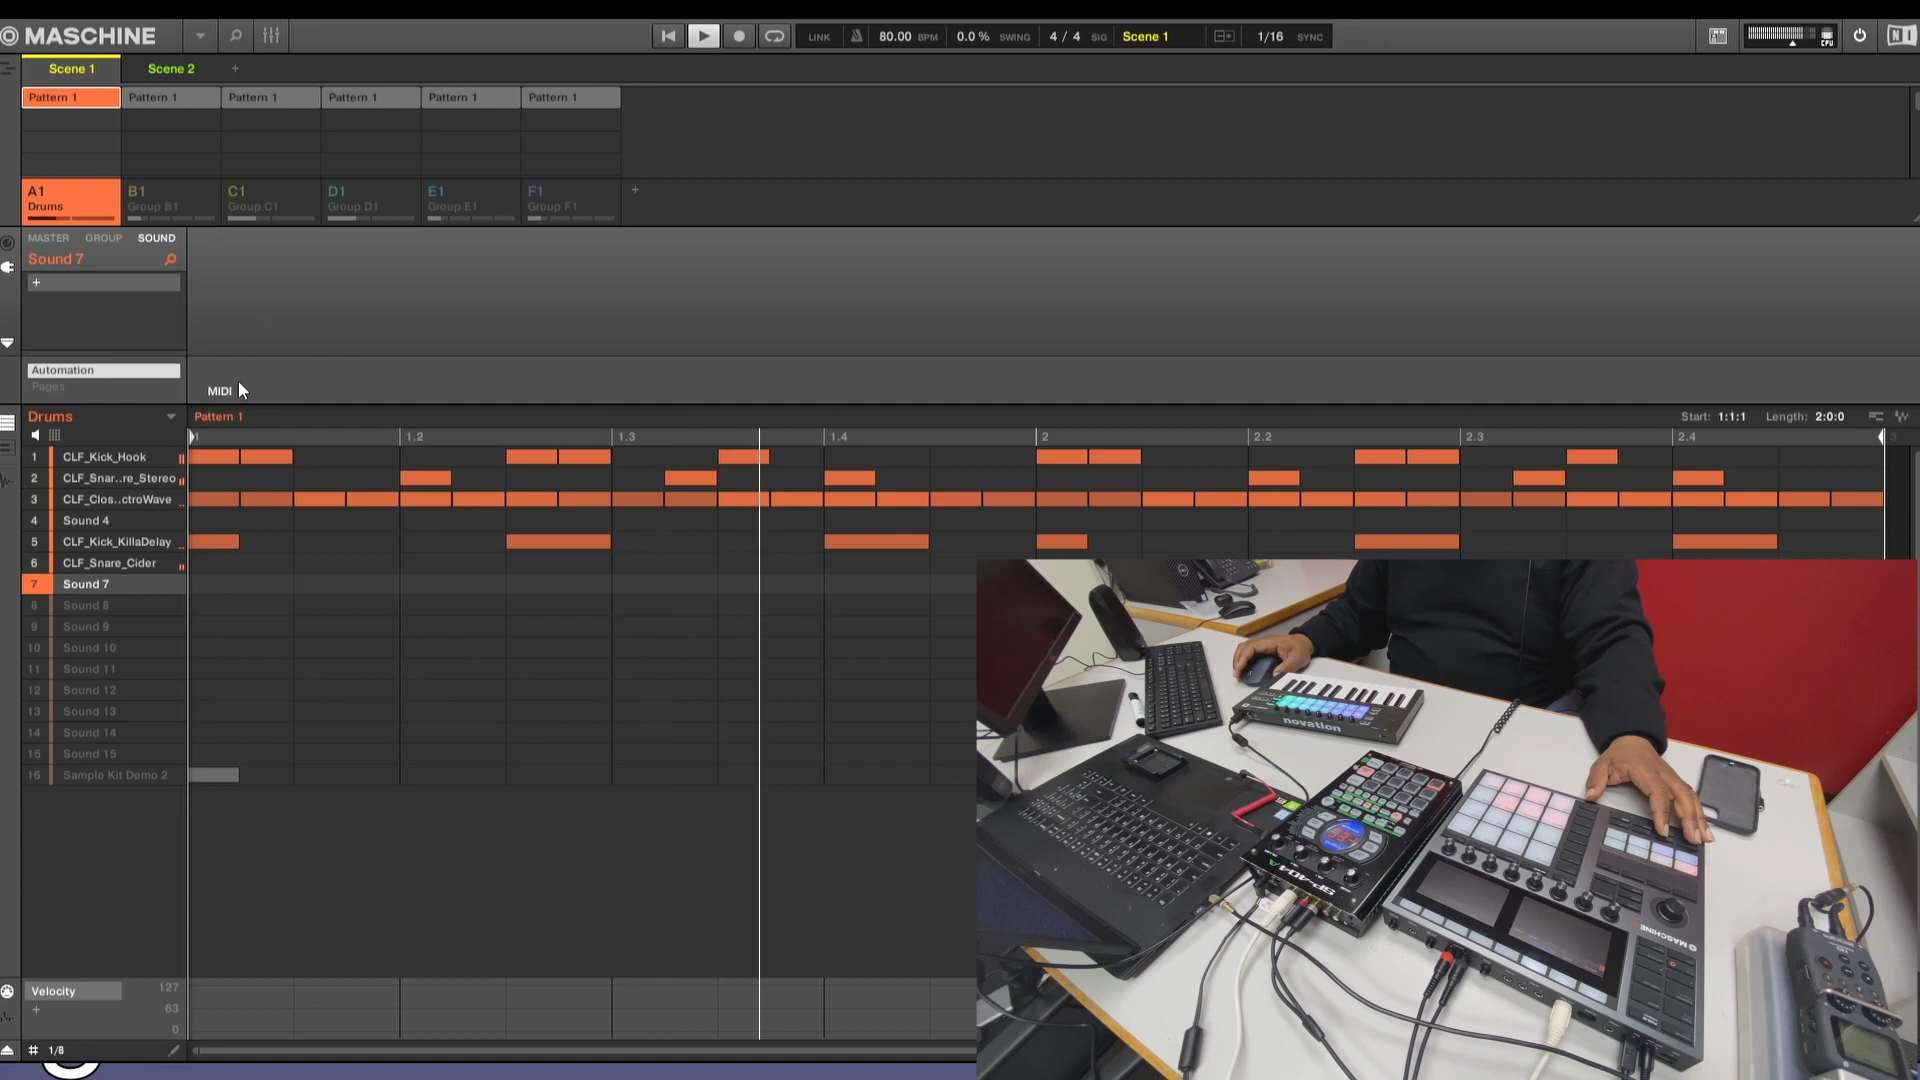 MASCHINE
LINK 80.00 BPM 0.0 % SWING 4 / 4 SIG Scene 1 1/16 SYNC
CPU
NI
Scene 1 Scene 2 +
Pattern 1 Pattern 1 Pattern 1 Pattern 1 Pattern 1 Pattern 1
A1 B1 C1 D1 E1 F1 +
Drums Group B1 Group C1 Group D1 Group E1 Group F1
MASTER GROUP SOUND
Sound 7
+
Automation
Pages
MIDI
Drums Pattern 1 Start: 1:1:1 Length: 2:0:0
1 1.2 1.3 1.4 2 2.2 2.3 2.4 3
1 CLF_Kick_Hook
2 CLF_Snar..re_Stereo
3 CLF_Clos..ctroWave
4 Sound 4
5 CLF_Kick_KillaDelay
6 CLF_Snare_Cider
7 Sound 7
8 Sound 8
9 Sound 9
10 Sound 10
11 Sound 11
12 Sound 12
13 Sound 13
14 Sound 14
15 Sound 15
16 Sample Kit Demo 2
novation
SP-404
MASCHINE
Velocity 127
+ 63
0
1/8